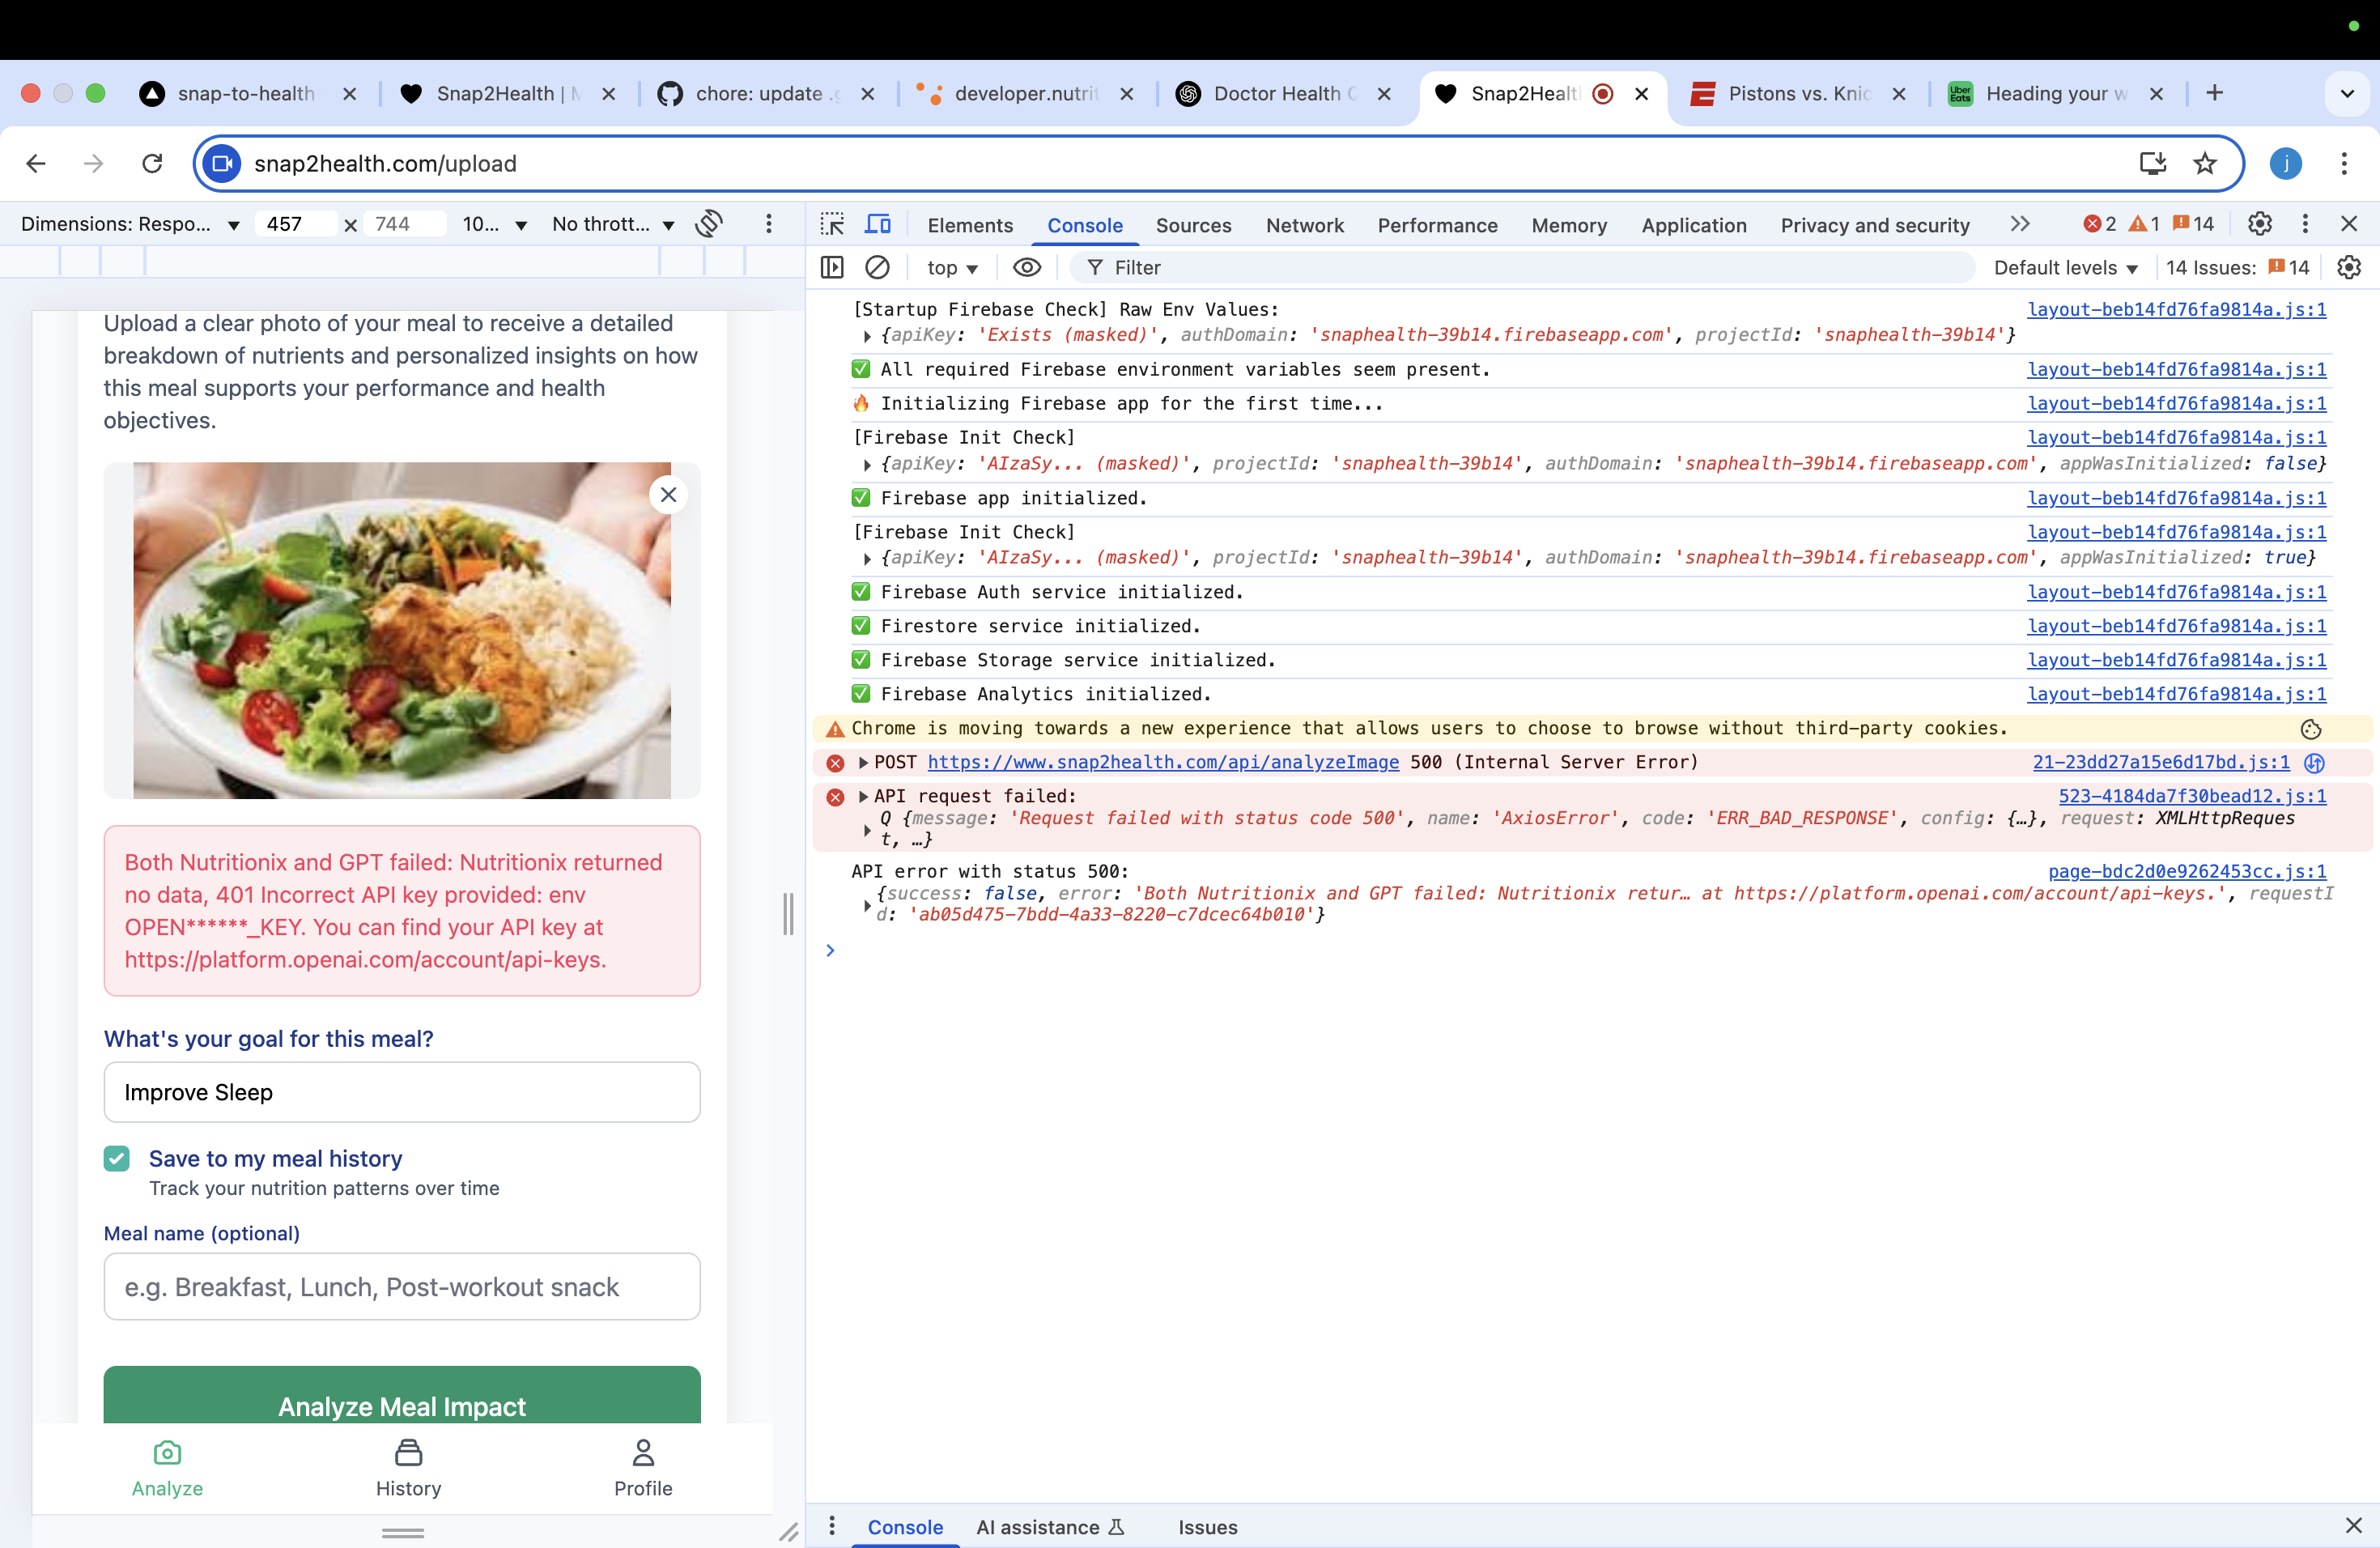 snap-to-health
Snap2Health | M
chore: update .g
developer.nutrit
Doctor Health C
Snap2Healt
Pistons vs. Knic
Uber Eats
Heading your w
snap2health.com/upload
j
Dimensions: Respo...
457
744
10...
No thrott...
Elements
Console
Sources
Network
Performance
Memory
Application
Privacy and security
2
1
14
top
Filter
Default levels
14 Issues:
14
Upload a clear photo of your meal to receive a detailed
breakdown of nutrients and personalized insights on how
this meal supports your performance and health
objectives.
Both Nutritionix and GPT failed: Nutritionix returned
no data, 401 Incorrect API key provided: env
OPEN******_KEY. You can find your API key at
https://platform.openai.com/account/api-keys.
What's your goal for this meal?
Improve Sleep
Save to my meal history
Track your nutrition patterns over time
Meal name (optional)
e.g. Breakfast, Lunch, Post-workout snack
Analyze Meal Impact
Analyze
History
Profile
[Startup Firebase Check] Raw Env Values: layout-beb14fd76fa9814a.js:1
{apiKey: 'Exists (masked)', authDomain: 'snaphealth-39b14.firebaseapp.com', projectId: 'snaphealth-39b14'}
✅ All required Firebase environment variables seem present. layout-beb14fd76fa9814a.js:1
🔥 Initializing Firebase app for the first time... layout-beb14fd76fa9814a.js:1
[Firebase Init Check] layout-beb14fd76fa9814a.js:1
{apiKey: 'AIzaSy... (masked)', projectId: 'snaphealth-39b14', authDomain: 'snaphealth-39b14.firebaseapp.com', appWasInitialized: false}
✅ Firebase app initialized. layout-beb14fd76fa9814a.js:1
[Firebase Init Check] layout-beb14fd76fa9814a.js:1
{apiKey: 'AIzaSy... (masked)', projectId: 'snaphealth-39b14', authDomain: 'snaphealth-39b14.firebaseapp.com', appWasInitialized: true}
✅ Firebase Auth service initialized. layout-beb14fd76fa9814a.js:1
✅ Firestore service initialized. layout-beb14fd76fa9814a.js:1
✅ Firebase Storage service initialized. layout-beb14fd76fa9814a.js:1
✅ Firebase Analytics initialized. layout-beb14fd76fa9814a.js:1
Chrome is moving towards a new experience that allows users to choose to browse without third-party cookies.
POST https://www.snap2health.com/api/analyzeImage 500 (Internal Server Error) 21-23dd27a15e6d17bd.js:1
API request failed: 523-4184da7f30bead12.js:1
Q {message: 'Request failed with status code 500', name: 'AxiosError', code: 'ERR_BAD_RESPONSE', config: {…}, request: XMLHttpReques
t, …}
API error with status 500: page-bdc2d0e9262453cc.js:1
{success: false, error: 'Both Nutritionix and GPT failed: Nutritionix retur… at https://platform.openai.com/account/api-keys.', requestI
d: 'ab05d475-7bdd-4a33-8220-c7dcec64b010'}
Console
AI assistance
Issues